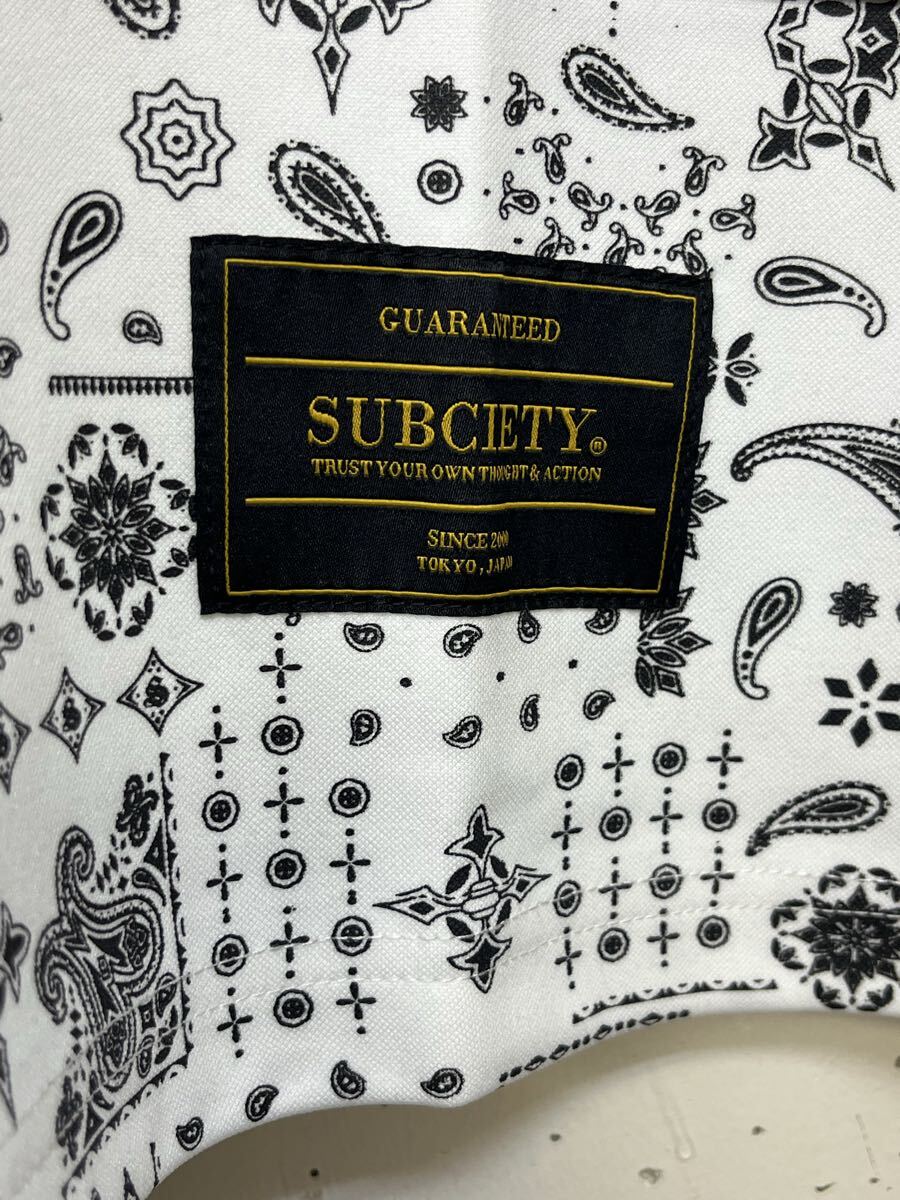 GUARANTEED
SUBCIETY®
TRUST YOUR OWN THOUGHT & ACTION
SINCE 2000
TOKYO, JAPAN